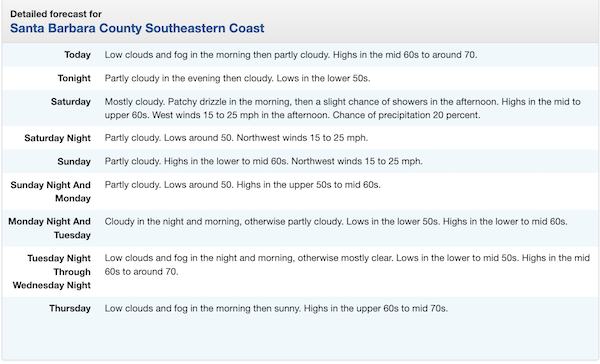 Detailed forecast for
Santa Barbara County Southeastern Coast
Today Low clouds and fog in the morning then partly cloudy. Highs in the mid 60s to around 70.
Tonight Partly cloudy in the evening then cloudy. Lows in the lower 50s.
Saturday Mostly cloudy. Patchy drizzle in the morning, then a slight chance of showers in the afternoon. Highs in the mid to
upper 60s. West winds 15 to 25 mph in the afternoon. Chance of precipitation 20 percent.
Saturday Night Partly cloudy. Lows around 50. Northwest winds 15 to 25 mph.
Sunday Partly cloudy. Highs in the lower to mid 60s. Northwest winds 15 to 25 mph.
Sunday Night And Partly cloudy. Lows around 50. Highs in the upper 50s to mid 60s.
Monday
Monday Night And Cloudy in the night and morning, otherwise partly cloudy. Lows in the lower 50s. Highs in the lower to mid 60s.
Tuesday
Tuesday Night Low clouds and fog in the night and morning, otherwise mostly clear. Lows in the lower to mid 50s. Highs in the mid
Through 60s to around 70.
Wednesday Night
Thursday Low clouds and fog in the morning then sunny. Highs in the upper 60s to mid 70s.